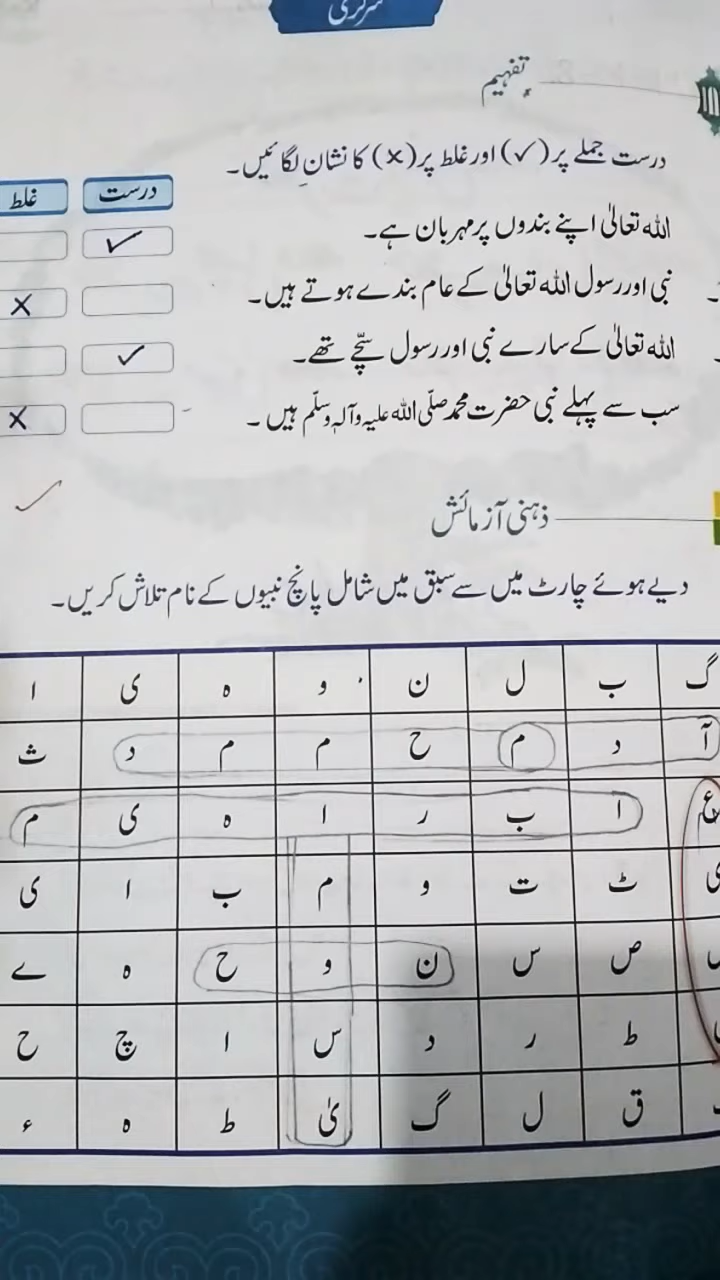 سرگرمی
تفہیم
درست جملے پر (✓) اور غلط پر (×) کا نشان لگائیں۔
درست غلط
اللہ تعالیٰ اپنے بندوں پر مہربان ہے۔ ✓
نبی اور رسول اللہ تعالیٰ کے عام بندے ہوتے ہیں۔ ×
اللہ تعالیٰ کے سارے نبی اور رسول سچّے تھے۔ ✓
سب سے پہلے نبی حضرت محمد صلّی اللہ علیہ وآلہٖ وسلّم ہیں۔ ×
ذہنی آزمائش
دیے ہوئے چارٹ میں سے سبق میں شامل پانچ نبیوں کے نام تلاش کریں۔
گ ب ل ن و ہ ی ا
آ د م ح م م د ث
ع ا ب ر ا ہ ی م
ی ٹ ت و م ب ا ی
ص س ن و ح ہ ے
ط ر د س ا چ ح
ق ل گ یٰ ط ہ ء